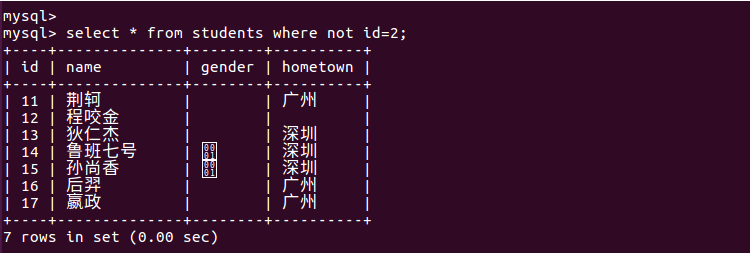 mysql>
mysql> select * from students where not id=2;
+----+--------------+--------+----------+
| id | name         | gender | hometown |
+----+--------------+--------+----------+
| 11 | 荆轲         |        | 广州     |
| 12 | 程咬金       |        |          |
| 13 | 狄仁杰       |        | 深圳     |
| 14 | 鲁班七号     | 0001   | 深圳     |
| 15 | 孙尚香       | 0001   | 深圳     |
| 16 | 后羿         |        | 广州     |
| 17 | 嬴政         |        | 广州     |
+----+--------------+--------+----------+
7 rows in set (0.00 sec)